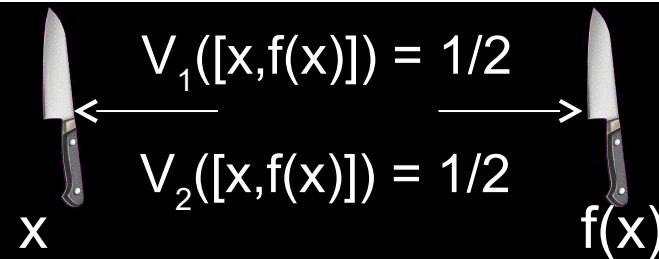 V₁([x,f(x)]) = 1/2
V₂([x,f(x)]) = 1/2
x
f(x)